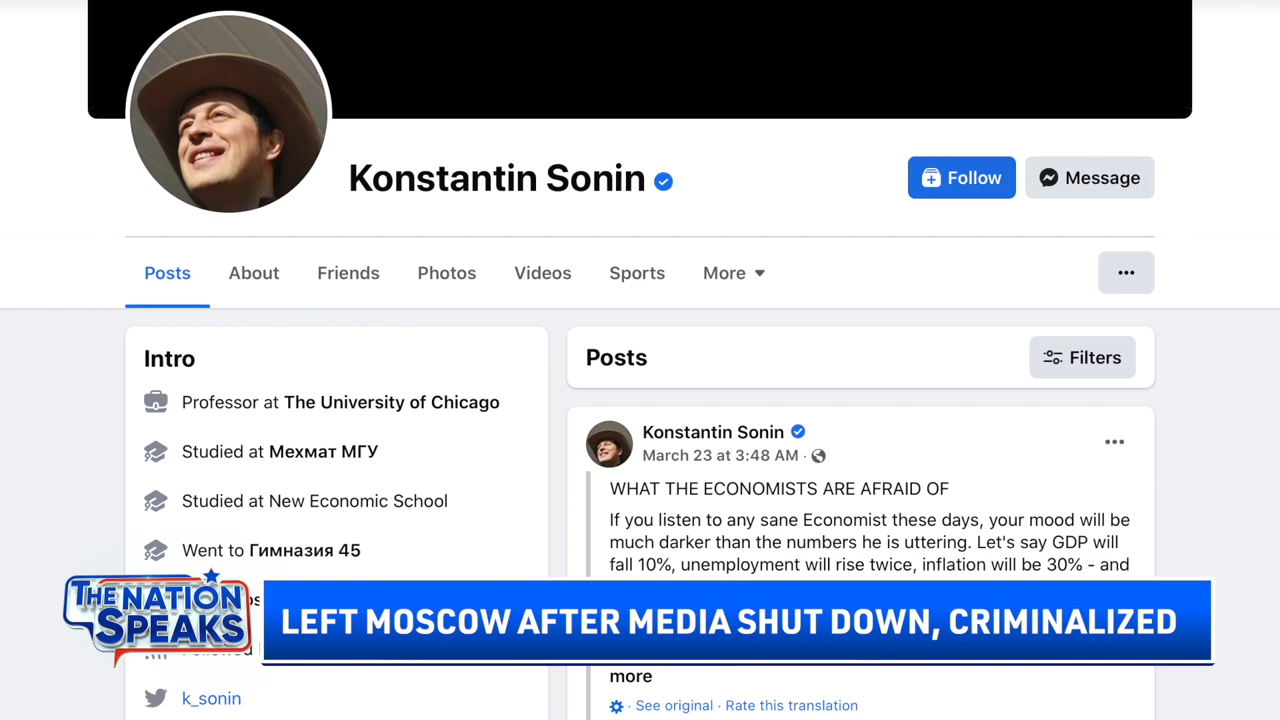 Konstantin Sonin
Follow
Message
Posts
About
Friends
Photos
Videos
Sports
More
Intro
Professor at The University of Chicago
Studied at Мехмат МГУ
Studied at New Economic School
Went to Гимназия 45
k_sonin
Posts
Filters
Konstantin Sonin
March 23 at 3:48 AM ·
WHAT THE ECONOMISTS ARE AFRAID OF
If you listen to any sane Economist these days, your mood will be
much darker than the numbers he is uttering. Let's say GDP will
fall 10%, unemployment will rise twice, inflation will be 30% - and
more
· See original · Rate this translation
THE NATION
SPEAKS
LEFT MOSCOW AFTER MEDIA SHUT DOWN, CRIMINALIZED